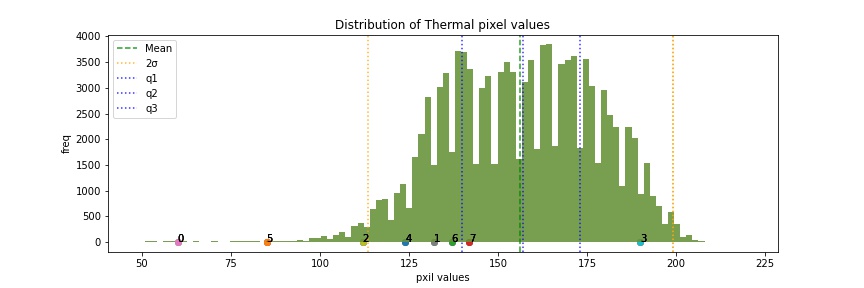 Distribution of Thermal pixel values
Mean
2σ
q1
q2
q3
freq
4000
3500
3000
2500
2000
1500
1000
500
0
0 5 2 4 1 6 7 3
50 75 100 125 150 175 200 225
pxil values